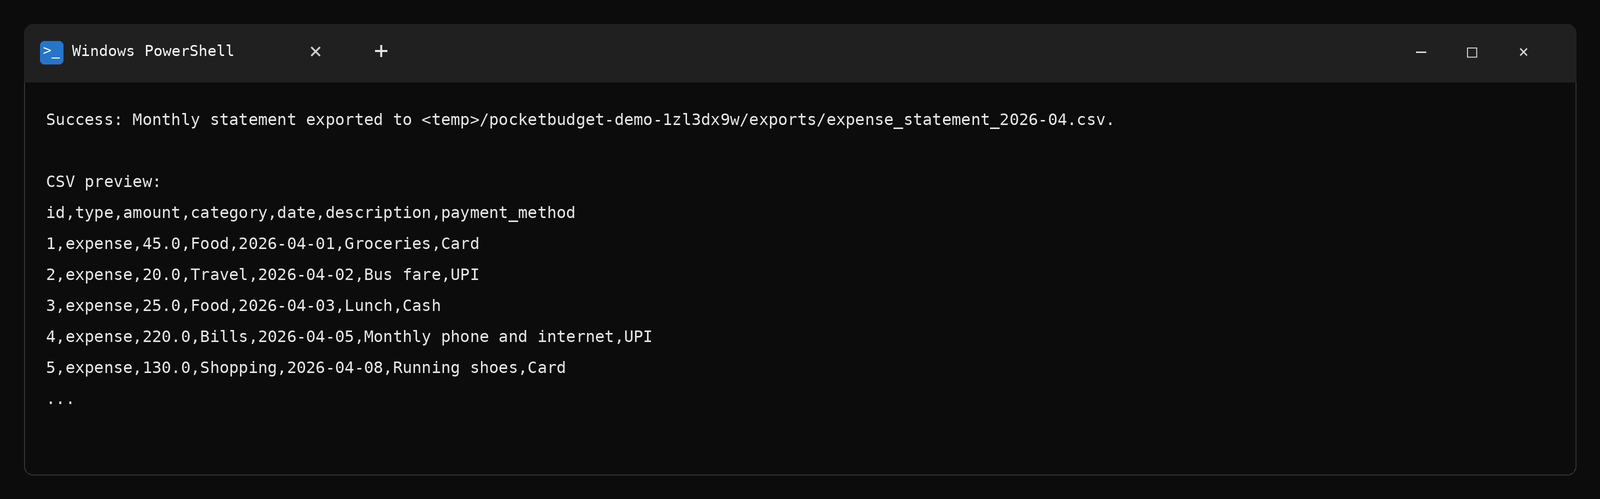 >_ Windows PowerShell
Success: Monthly statement exported to <temp>/pocketbudget-demo-1zl3dx9w/exports/expense_statement_2026-04.csv.
CSV preview:
id,type,amount,category,date,description,payment_method
1,expense,45.0,Food,2026-04-01,Groceries,Card
2,expense,20.0,Travel,2026-04-02,Bus fare,UPI
3,expense,25.0,Food,2026-04-03,Lunch,Cash
4,expense,220.0,Bills,2026-04-05,Monthly phone and internet,UPI
5,expense,130.0,Shopping,2026-04-08,Running shoes,Card
...